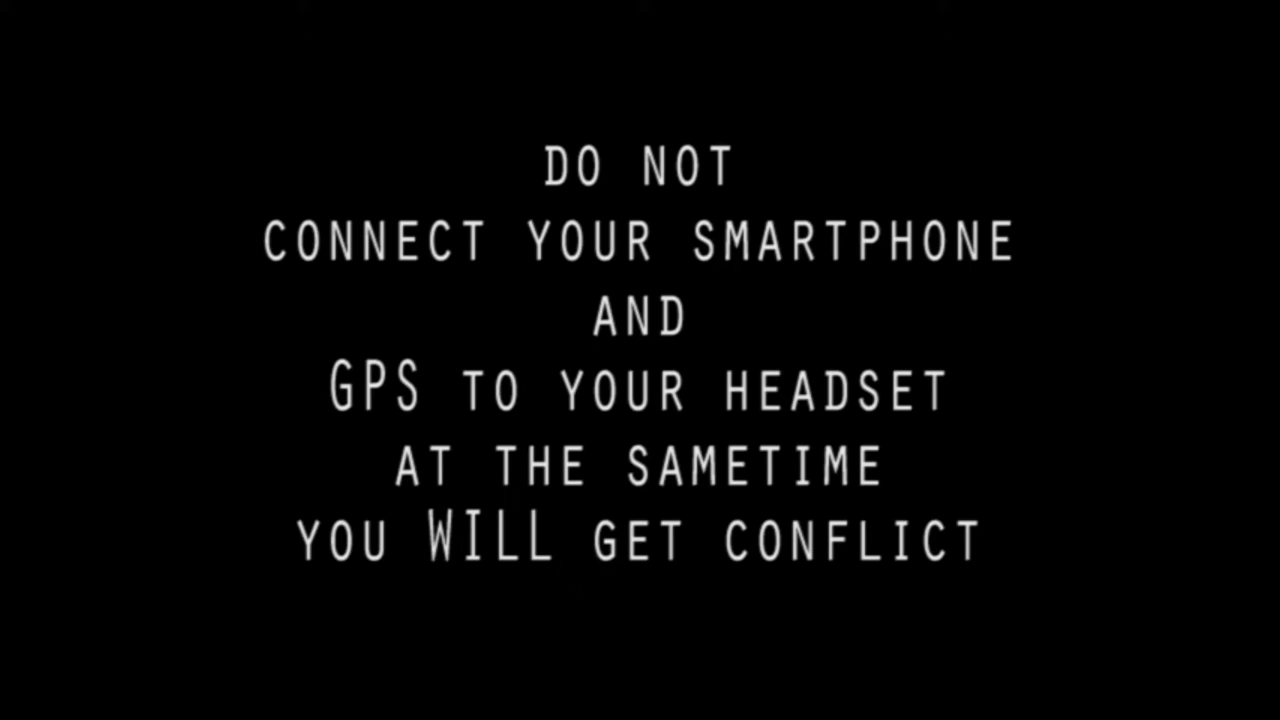 DO NOT
CONNECT YOUR SMARTPHONE
AND
GPS TO YOUR HEADSET
AT THE SAMETIME
YOU WILL GET CONFLICT